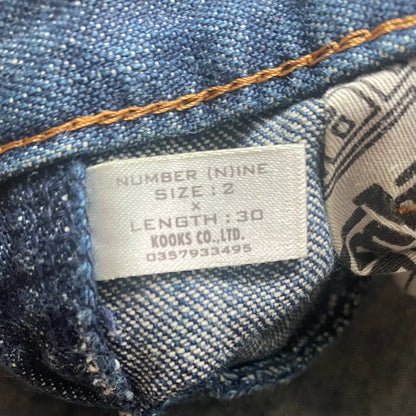 NUMBER (N)INE
SIZE : 2
x
LENGTH : 30
KOOKS CO.,LTD.
0357933495